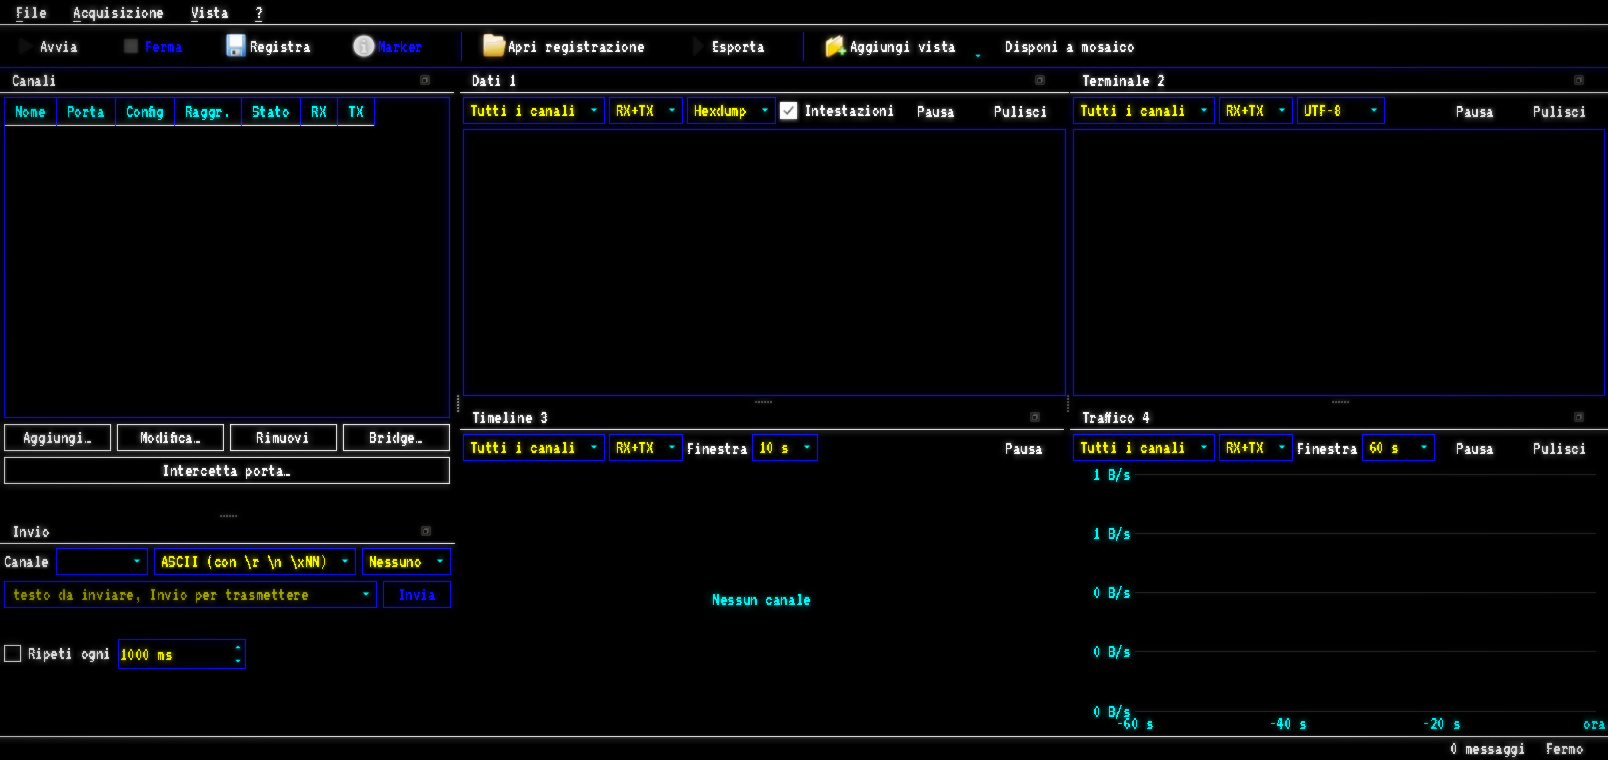 File Acquisizione Vista ?
Avvia Ferma Registra Marker Apri registrazione Esporta Aggiungi vista Disponi a mosaico
Canali
Nome Porta Config Raggr. Stato RX TX
Aggiungi… Modifica… Rimuovi Bridge…
Intercetta porta…
Invio
Canale ASCII (con \r \n \xNN) Nessuno
testo da inviare, Invio per trasmettere Invia
Ripeti ogni 1000 ms
Dati 1
Tutti i canali RX+TX Hexdump Intestazioni Pausa Pulisci
Terminale 2
Tutti i canali RX+TX UTF-8 Pausa Pulisci
Timeline 3
Tutti i canali RX+TX Finestra 10 s Pausa
Nessun canale
Traffico 4
Tutti i canali RX+TX Finestra 60 s Pausa Pulisci
1 B/s
1 B/s
0 B/s
0 B/s
0 B/s
-60 s -40 s -20 s ora
0 messaggi Fermo